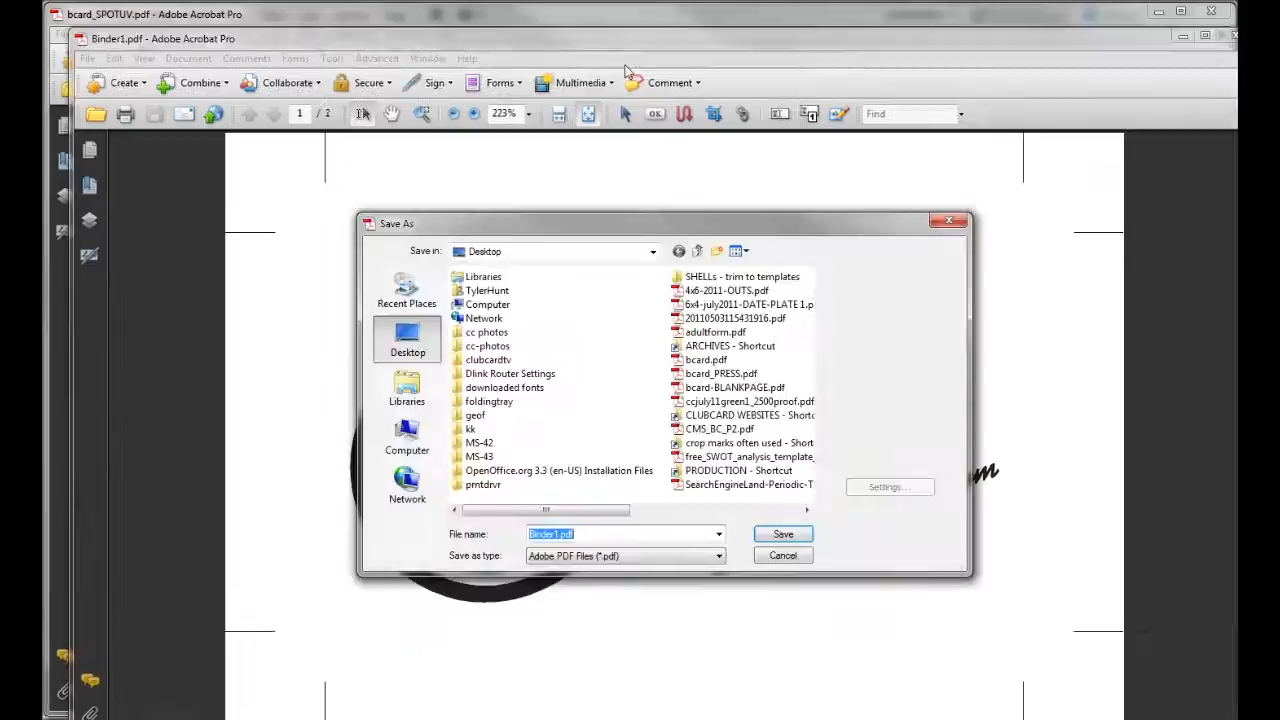 bcard_SPOTUV.pdf - Adobe Acrobat Pro
Binder1.pdf - Adobe Acrobat Pro
File Edit View Document Comments Forms Tools Advanced Window Help
Create Combine Collaborate Secure Sign Forms Multimedia Comment
1 / 2 223% OK Find
Save As
Save in: Desktop
Recent Places
Desktop
Libraries
Computer
Network
Libraries
TylerHunt
Computer
Network
cc photos
cc-photos
clubcardtv
Dlink Router Settings
downloaded fonts
foldingtray
geof
kk
MS-42
MS-43
OpenOffice.org 3.3 (en-US) Installation Files
prntdrvr
SHELLs - trim to templates
4x6-2011-OUTS.pdf
6x4-july2011-DATE-PLATE 1.p
20110503115431916.pdf
adultform.pdf
ARCHIVES - Shortcut
bcard.pdf
bcard_PRESS.pdf
bcard-BLANKPAGE.pdf
ccjuly11green1_2500proof.pdf
CLUBCARD WEBSITES - Shortc
CMS_BC_P2.pdf
crop marks often used - Short
free_SWOT_analysis_template_
PRODUCTION - Shortcut
SearchEngineLand-Periodic-T
Settings...
File name: Binder1.pdf Save
Save as type: Adobe PDF Files (*.pdf) Cancel
m